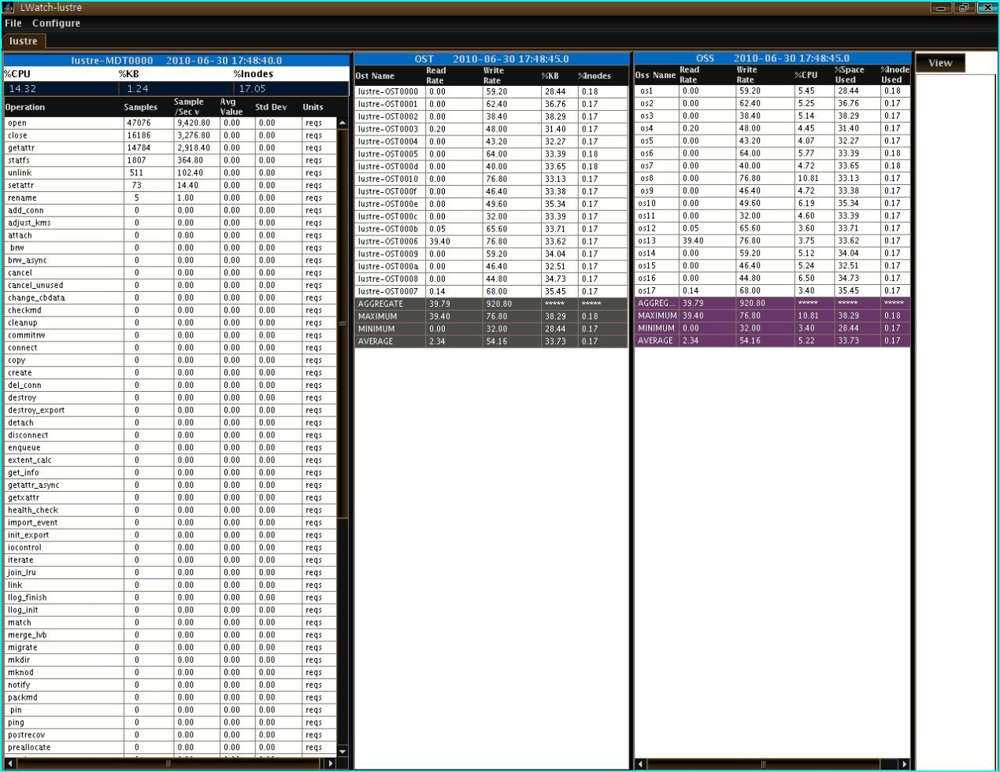 LWatch-lustre
File Configure
lustre
lustre-MDT0000 2010-06-30 17:48:40.0
%CPU %KB %Inodes
14.32 1.24 17.05
Operation Samples Sample /Sec v Avg Value Std Dev Units
open 47076 9,420.80 0.00 0.00 reqs
close 16186 3,276.80 0.00 0.00 reqs
getattr 14784 2,918.40 0.00 0.00 reqs
statfs 1807 364.80 0.00 0.00 reqs
unlink 511 102.40 0.00 0.00 reqs
setattr 73 14.40 0.00 0.00 reqs
rename 5 1.00 0.00 0.00 reqs
add_conn 0 0.00 0.00 0.00 reqs
adjust_kms 0 0.00 0.00 0.00 reqs
attach 0 0.00 0.00 0.00 reqs
brw 0 0.00 0.00 0.00 reqs
brw_async 0 0.00 0.00 0.00 reqs
cancel 0 0.00 0.00 0.00 reqs
cancel_unused 0 0.00 0.00 0.00 reqs
change_cbdata 0 0.00 0.00 0.00 reqs
checkmd 0 0.00 0.00 0.00 reqs
cleanup 0 0.00 0.00 0.00 reqs
commitrw 0 0.00 0.00 0.00 reqs
connect 0 0.00 0.00 0.00 reqs
copy 0 0.00 0.00 0.00 reqs
create 0 0.00 0.00 0.00 reqs
del_conn 0 0.00 0.00 0.00 reqs
destroy 0 0.00 0.00 0.00 reqs
destroy_export 0 0.00 0.00 0.00 reqs
detach 0 0.00 0.00 0.00 reqs
disconnect 0 0.00 0.00 0.00 reqs
enqueue 0 0.00 0.00 0.00 reqs
extent_calc 0 0.00 0.00 0.00 reqs
get_info 0 0.00 0.00 0.00 reqs
getattr_async 0 0.00 0.00 0.00 reqs
getxattr 0 0.00 0.00 0.00 reqs
health_check 0 0.00 0.00 0.00 reqs
import_event 0 0.00 0.00 0.00 reqs
init_export 0 0.00 0.00 0.00 reqs
iocontrol 0 0.00 0.00 0.00 reqs
iterate 0 0.00 0.00 0.00 reqs
join_lru 0 0.00 0.00 0.00 reqs
link 0 0.00 0.00 0.00 reqs
llog_finish 0 0.00 0.00 0.00 reqs
llog_init 0 0.00 0.00 0.00 reqs
match 0 0.00 0.00 0.00 reqs
merge_lvb 0 0.00 0.00 0.00 reqs
migrate 0 0.00 0.00 0.00 reqs
mkdir 0 0.00 0.00 0.00 reqs
mknod 0 0.00 0.00 0.00 reqs
notify 0 0.00 0.00 0.00 reqs
packmd 0 0.00 0.00 0.00 reqs
pin 0 0.00 0.00 0.00 reqs
ping 0 0.00 0.00 0.00 reqs
postrecov 0 0.00 0.00 0.00 reqs
preallocate 0 0.00 0.00 0.00 reqs
OST 2010-06-30 17:48:45.0
Ost Name Read Rate Write Rate %KB %Inodes
lustre-OST0000 0.00 59.20 28.44 0.18
lustre-OST0001 0.00 62.40 36.76 0.17
lustre-OST0002 0.00 38.40 38.29 0.17
lustre-OST0003 0.20 48.00 31.40 0.17
lustre-OST0004 0.00 43.20 32.27 0.17
lustre-OST0005 0.00 64.00 33.39 0.18
lustre-OST000d 0.00 40.00 33.65 0.18
lustre-OST0010 0.00 76.80 33.13 0.17
lustre-OST000f 0.00 46.40 33.38 0.17
lustre-OST000e 0.00 49.60 35.34 0.17
lustre-OST000c 0.00 32.00 33.39 0.17
lustre-OST000b 0.05 65.60 33.71 0.17
lustre-OST0006 39.40 76.80 33.62 0.17
lustre-OST0009 0.00 59.20 34.04 0.17
lustre-OST000a 0.00 46.40 32.51 0.17
lustre-OST0008 0.00 44.80 34.73 0.17
lustre-OST0007 0.14 68.00 35.45 0.17
AGGREGATE 39.79 920.80 ***** *****
MAXIMUM 39.40 76.80 38.29 0.18
MINIMUM 0.00 32.00 28.44 0.17
AVERAGE 2.34 54.16 33.73 0.17
OSS 2010-06-30 17:48:45.0
Oss Name Read Rate Write Rate %CPU %Space Used %Inode Used
os1 0.00 59.20 5.45 28.44 0.18
os2 0.00 62.40 5.25 36.76 0.17
os3 0.00 38.40 5.14 38.29 0.17
os4 0.20 48.00 4.45 31.40 0.17
os5 0.00 43.20 4.07 32.27 0.17
os6 0.00 64.00 5.77 33.39 0.18
os7 0.00 40.00 4.72 33.65 0.18
os8 0.00 76.80 10.81 33.13 0.17
os9 0.00 46.40 4.72 33.38 0.17
os10 0.00 49.60 6.19 35.34 0.17
os11 0.00 32.00 4.60 33.39 0.17
os12 0.05 65.60 3.60 33.71 0.17
os13 39.40 76.80 3.75 33.62 0.17
os14 0.00 59.20 5.12 34.04 0.17
os15 0.00 46.40 5.24 32.51 0.17
os16 0.00 44.80 6.50 34.73 0.17
os17 0.14 68.00 3.40 35.45 0.17
AGGREG... 39.79 920.80 ***** ***** *****
MAXIMUM 39.40 76.80 10.81 38.29 0.18
MINIMUM 0.00 32.00 3.40 28.44 0.17
AVERAGE 2.34 54.16 5.22 33.73 0.17
View